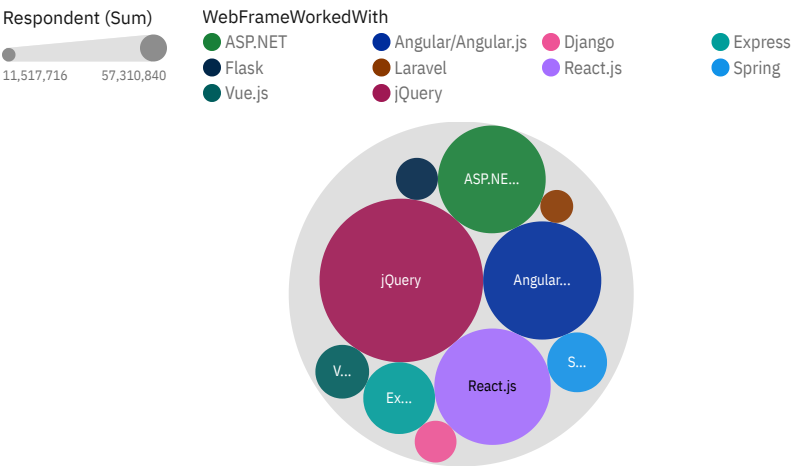 Respondent (Sum)
11,517,716 57,310,840
WebFrameWorkedWith
ASP.NET Angular/Angular.js Django Express
Flask Laravel React.js Spring
Vue.js jQuery
ASP.NE...
jQuery
Angular...
V...
S...
Ex...
React.js